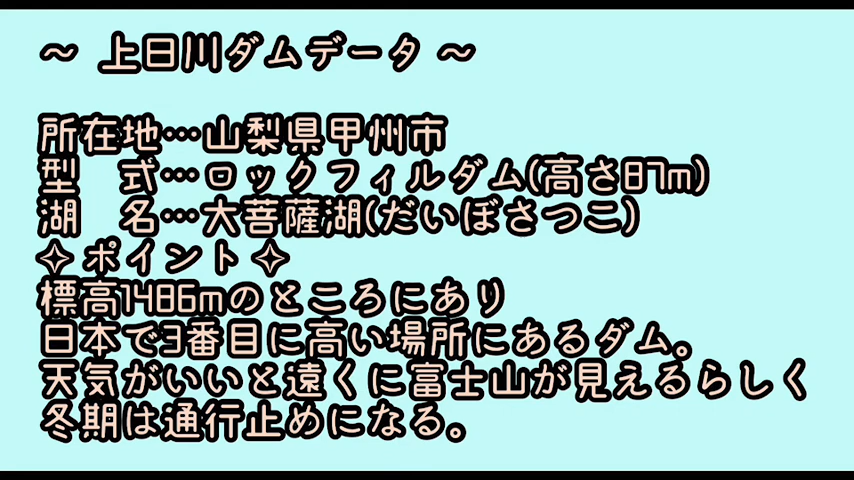 ～ 上日川ダムデータ ～
所在地…山梨県甲州市
型　式…ロックフィルダム(高さ87m)
湖　名…大菩薩湖(だいぼさつこ)
✧ポイント✧
標高1486mのところにあり
日本で3番目に高い場所にあるダム。
天気がいいと遠くに富士山が見えるらしく
冬期は通行止めになる。